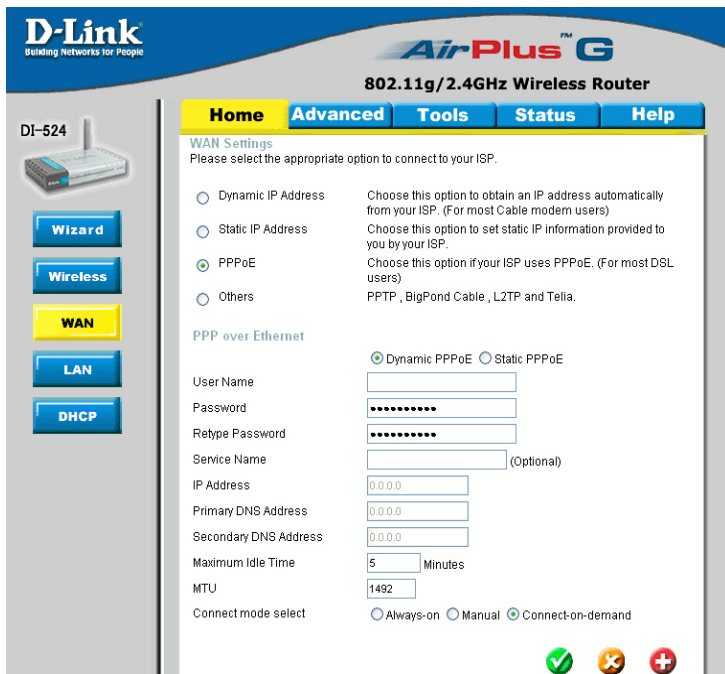 D-Link
Building Networks for People
AirPlus G
TM
802.11g/2.4GHz Wireless Router
DI-524
Home Advanced Tools Status Help
Wizard
Wireless
WAN
LAN
DHCP
WAN Settings
Please select the appropriate option to connect to your ISP.
Dynamic IP Address Choose this option to obtain an IP address automatically
from your ISP. (For most Cable modem users)
Static IP Address Choose this option to set static IP information provided to
you by your ISP.
PPPoE Choose this option if your ISP uses PPPoE. (For most DSL
users)
Others PPTP , BigPond Cable , L2TP and Telia.
PPP over Ethernet
Dynamic PPPoE Static PPPoE
User Name
Password ••••••••••
Retype Password ••••••••••
Service Name (Optional)
IP Address 0.0.0.0
Primary DNS Address 0.0.0.0
Secondary DNS Address 0.0.0.0
Maximum Idle Time 5 Minutes
MTU 1492
Connect mode select Always-on Manual Connect-on-demand